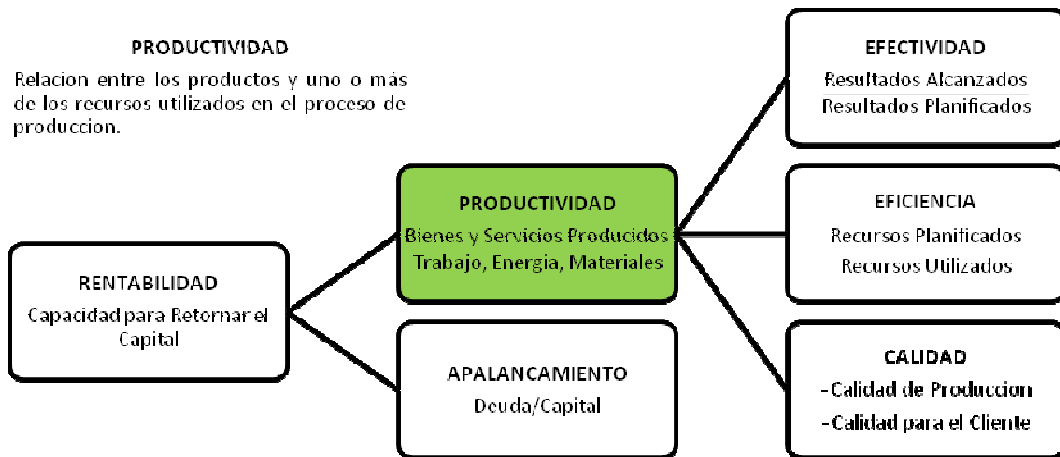 PRODUCTIVIDAD
Relacion entre los productos y uno o más
de los recursos utilizados en el proceso de
produccion.
RENTABILIDAD
Capacidad para Retornar el
Capital
PRODUCTIVIDAD
Bienes y Servicios Producidos
Trabajo, Energia, Materiales
APALANCAMIENTO
Deuda/Capital
EFECTIVIDAD
Resultados Alcanzados
Resultados Planificados
EFICIENCIA
Recursos Planificados
Recursos Utilizados
CALIDAD
-Calidad de Produccion
-Calidad para el Cliente